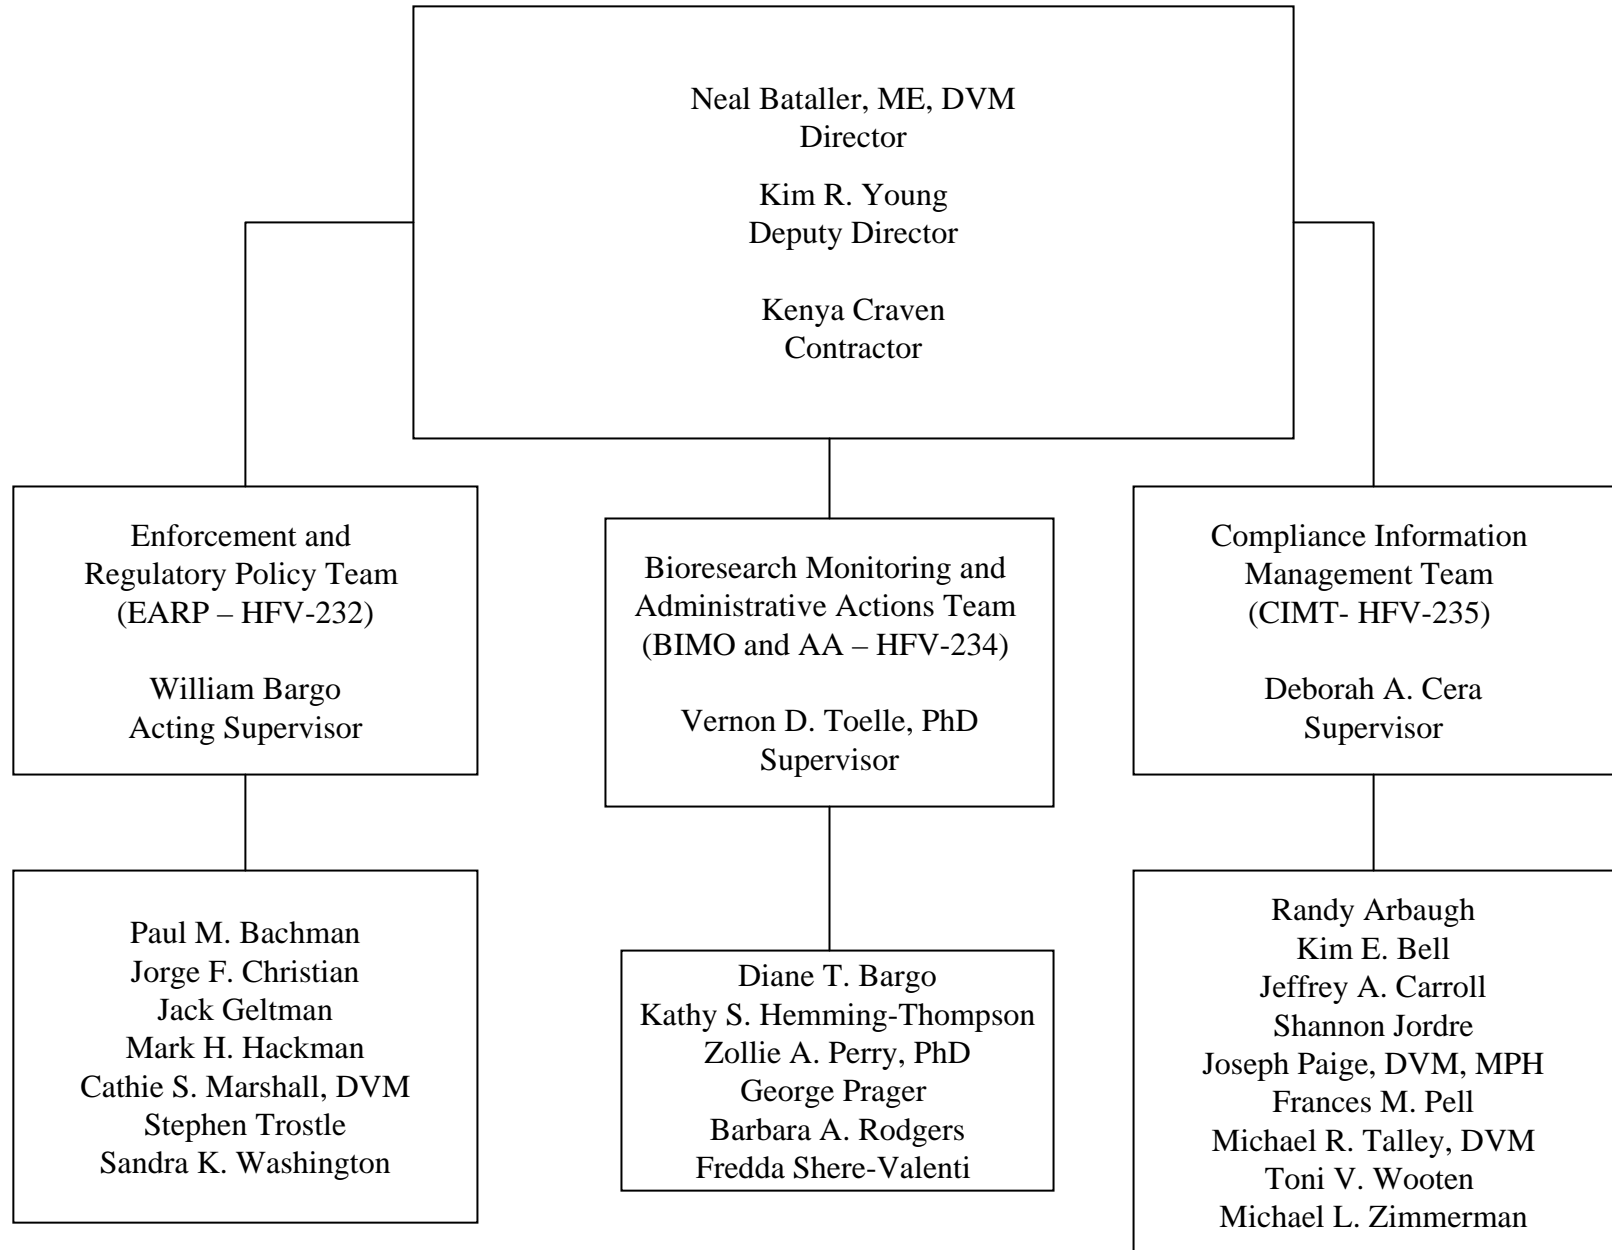 Neal Bataller, ME, DVM
Director
Kim R. Young
Deputy Director
Kenya Craven
Contractor
Enforcement and
Regulatory Policy Team
(EARP – HFV-232)
William Bargo
Acting Supervisor
Bioresearch Monitoring and
Administrative Actions Team
(BIMO and AA – HFV-234)
Vernon D. Toelle, PhD
Supervisor
Compliance Information
Management Team
(CIMT- HFV-235)
Deborah A. Cera
Supervisor
Paul M. Bachman
Jorge F. Christian
Jack Geltman
Mark H. Hackman
Cathie S. Marshall, DVM
Stephen Trostle
Sandra K. Washington
Diane T. Bargo
Kathy S. Hemming-Thompson
Zollie A. Perry, PhD
George Prager
Barbara A. Rodgers
Fredda Shere-Valenti
Randy Arbaugh
Kim E. Bell
Jeffrey A. Carroll
Shannon Jordre
Joseph Paige, DVM, MPH
Frances M. Pell
Michael R. Talley, DVM
Toni V. Wooten
Michael L. Zimmerman